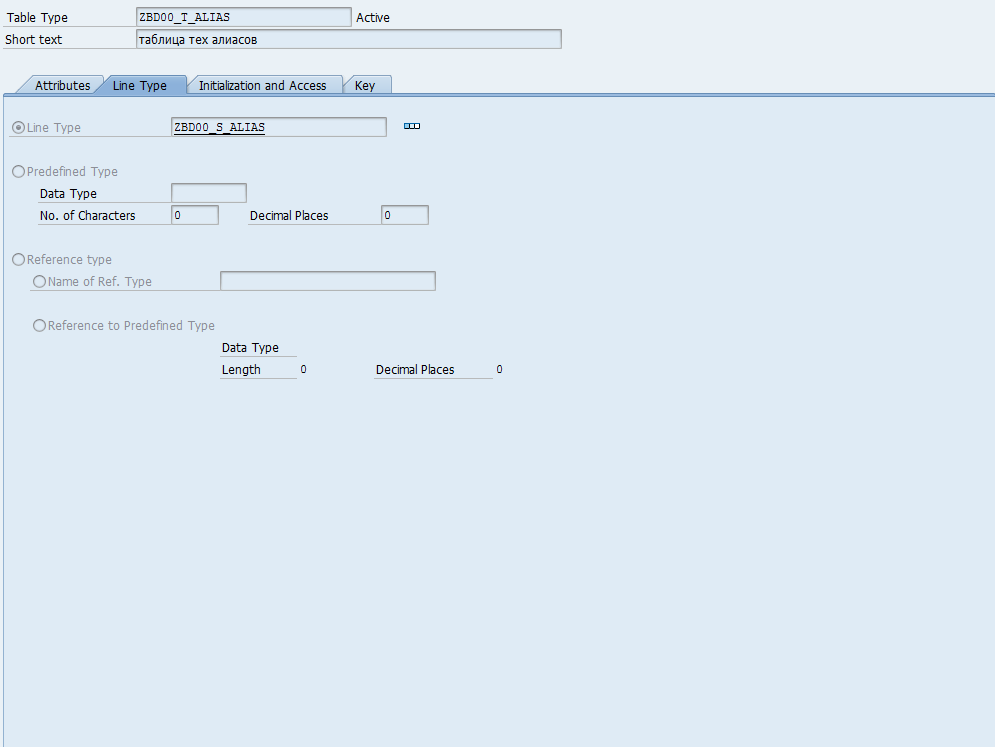 Table Type ZBD00_T_ALIAS Active
Short text таблица тех алиасов
Attributes Line Type Initialization and Access Key
Line Type ZBD00_S_ALIAS
Predefined Type
Data Type
No. of Characters 0 Decimal Places 0
Reference type
Name of Ref. Type
Reference to Predefined Type
Data Type
Length 0 Decimal Places 0